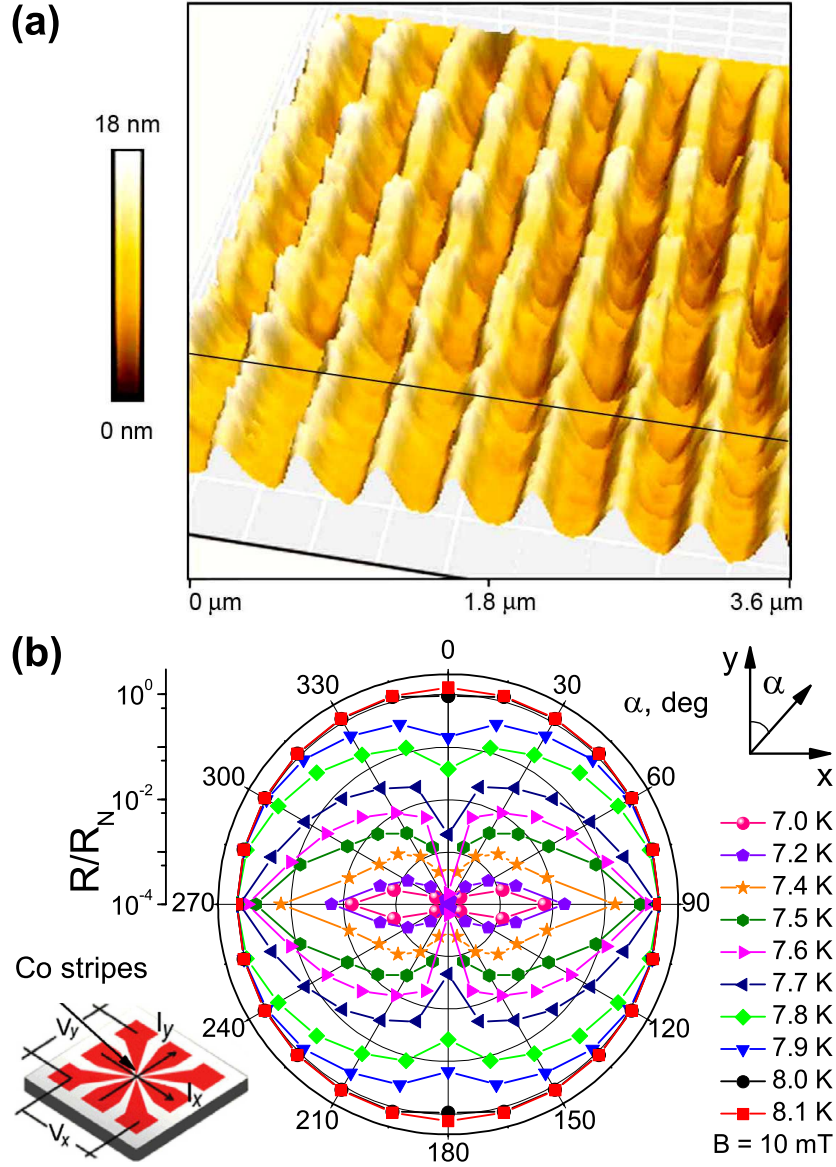 (a)
18 nm
0 nm
0 µm 1.8 µm 3.6 µm
(b)
0
330 30
α, deg
y
α
x
10⁰
300 60
10⁻²
R/R_N
10⁻⁴
270 90
7.0 K
7.2 K
7.4 K
7.5 K
7.6 K
7.7 K
7.8 K
7.9 K
8.0 K
8.1 K
B = 10 mT
Co stripes
V_y I_y
I_x
V_x
240 120
210 150
180